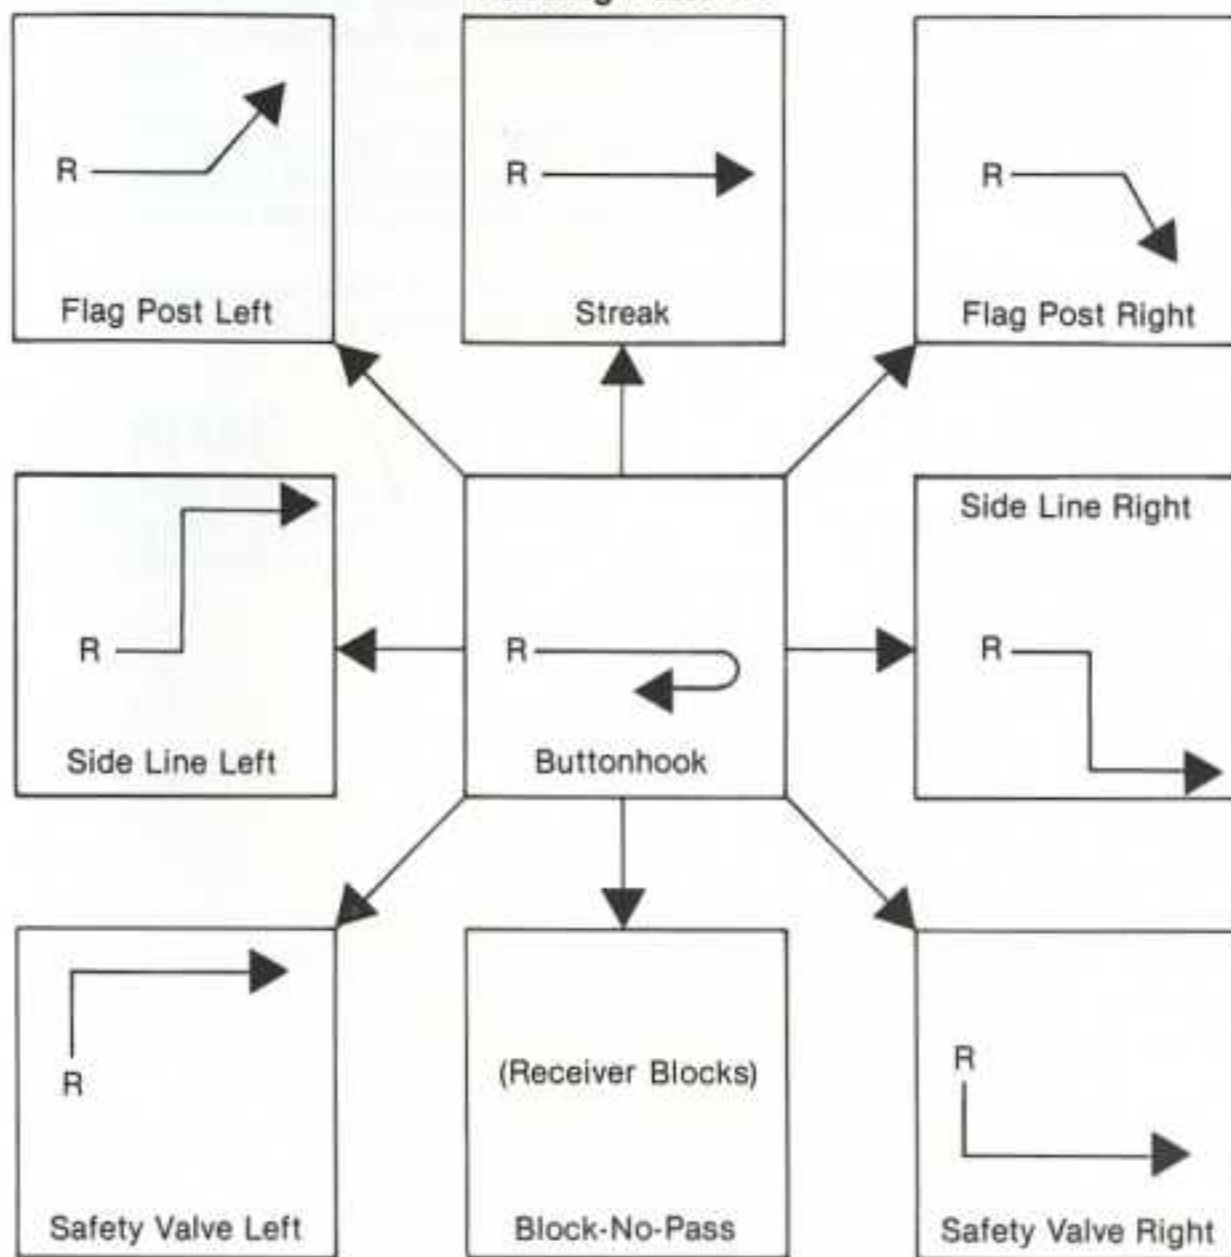 R
Flag Post Left
R
Streak
R
Flag Post Right
R
Side Line Left
R
Buttonhook
Side Line Right
R
R
Safety Valve Left
(Receiver Blocks)
Block-No-Pass
R
Safety Valve Right